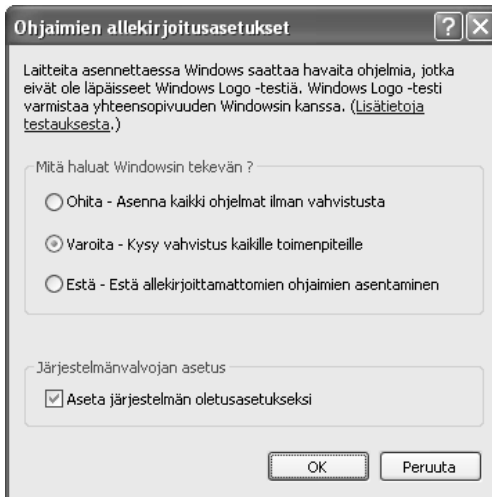 Ohjaimien allekirjoitusasetukset
Laitteita asennettaessa Windows saattaa havaita ohjelmia, jotka
eivät ole läpäisseet Windows Logo -testiä. Windows Logo -testi
varmistaa yhteensopivuuden Windowsin kanssa. (Lisätietoja
testauksesta.)
Mitä haluat Windowsin tekevän ?
Ohita - Asenna kaikki ohjelmat ilman vahvistusta
Varoita - Kysy vahvistus kaikille toimenpiteille
Estä - Estä allekirjoittamattomien ohjaimien asentaminen
Järjestelmänvalvojan asetus
Aseta järjestelmän oletusasetukseksi
OK Peruuta